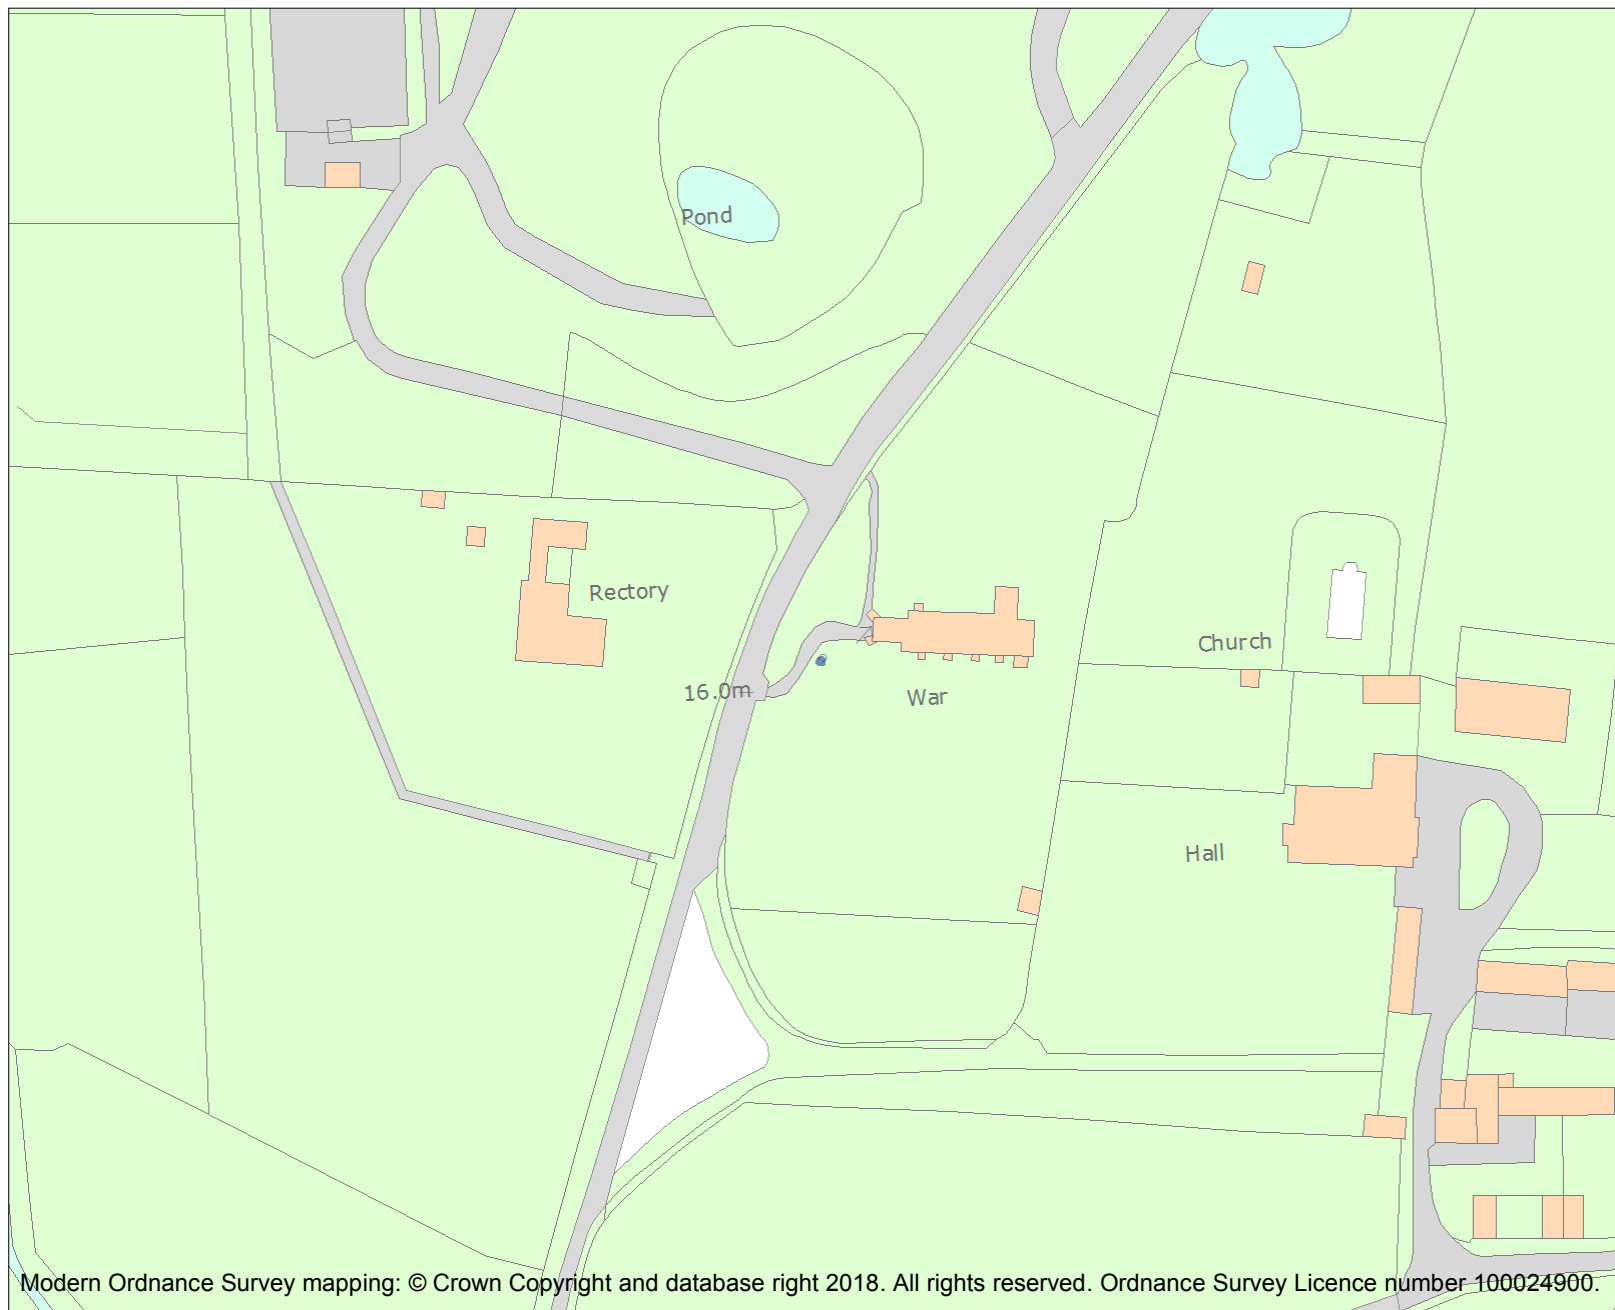 Pond
Rectory
Church
16.0m
War
Hall
Modern Ordnance Survey mapping: © Crown Copyright and database right 2018. All rights reserved. Ordnance Survey Licence number 100024900.